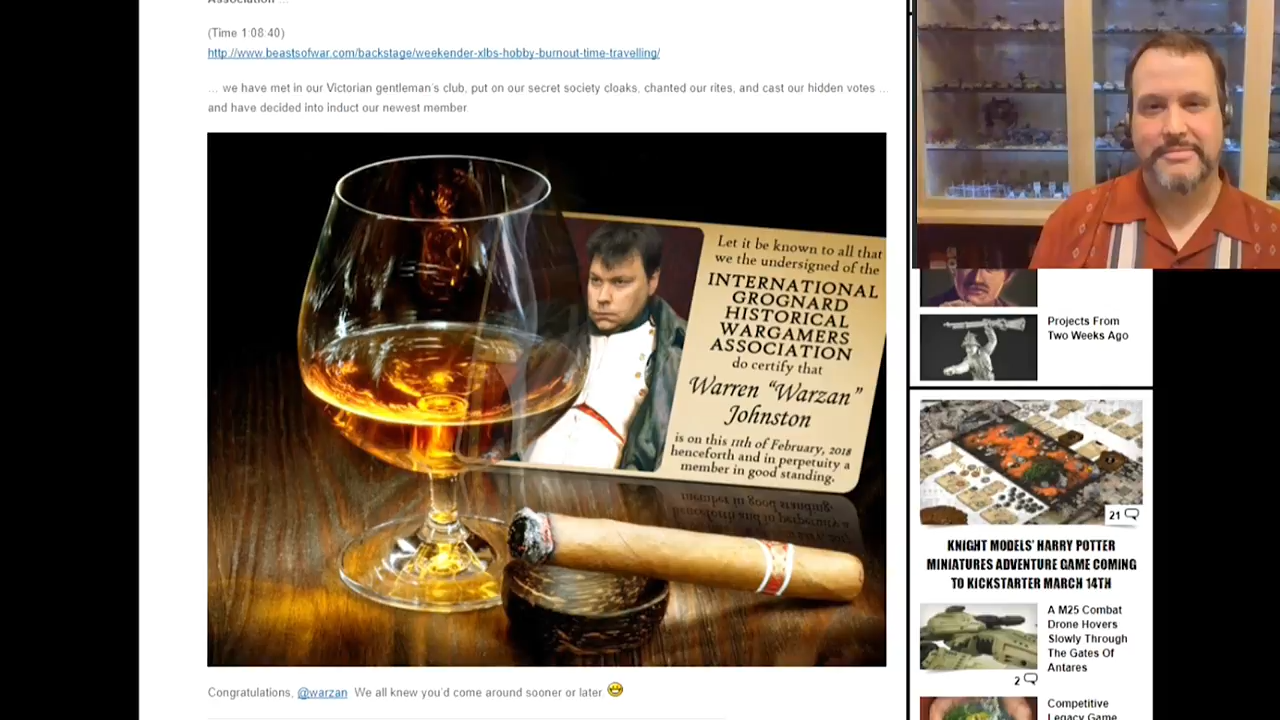 Association ...
(Time 1:08:40)
http://www.beastsofwar.com/backstage/weekender-xlbs-hobby-burnout-time-travelling/
... we have met in our Victorian gentleman's club, put on our secret society cloaks, chanted our rites, and cast our hidden votes ...
and have decided into induct our newest member.
Let it be known to all that
we the undersigned of the
INTERNATIONAL
GROGNARD
HISTORICAL
WARGAMERS
ASSOCIATION
do certify that
Warren "Warzan"
Johnston
is on this 11th of February, 2018
henceforth and in perpetuity a
member in good standing.
Congratulations, @warzan We all knew you'd come around sooner or later
Projects From
Two Weeks Ago
21
KNIGHT MODELS' HARRY POTTER
MINIATURES ADVENTURE GAME COMING
TO KICKSTARTER MARCH 14TH
A M25 Combat
Drone Hovers
Slowly Through
The Gates Of
Antares
2
Competitive
Legacy Game